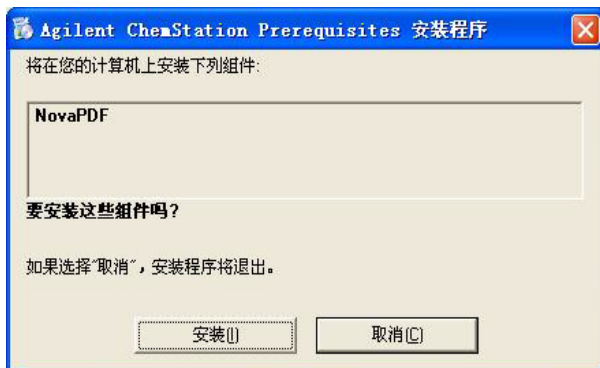 Agilent ChemStation Prerequisites 安装程序
将在您的计算机上安装下列组件:
NovaPDF
要安装这些组件吗?
如果选择"取消",安装程序将退出。
安装(I)
取消(C)